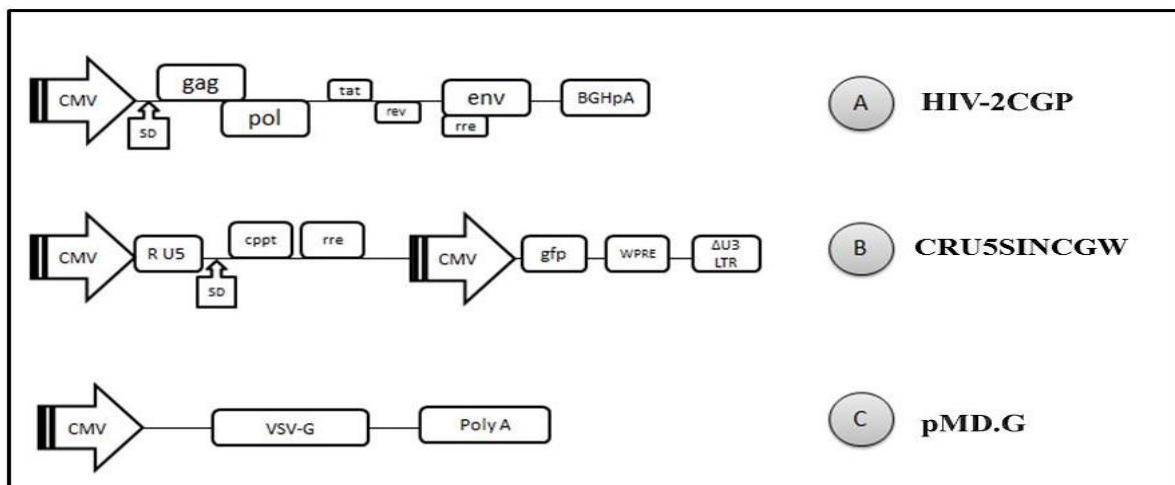 CMV SD gag pol tat rev env rre BGHpA A HIV-2CGP
CMV R U5 SD cppt rre CMV gfp WPRE ΔU3 LTR B CRU5SINCGW
CMV VSV-G Poly A C pMD.G